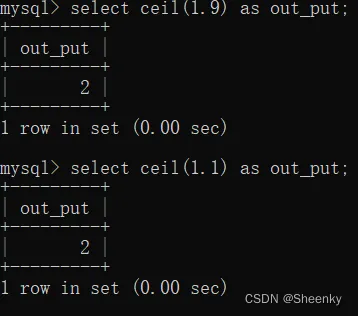 mysql> select ceil(1.9) as out_put;
+---------+
| out_put |
+---------+
|       2 |
+---------+
1 row in set (0.00 sec)
mysql> select ceil(1.1) as out_put;
+---------+
| out_put |
+---------+
|       2 |
+---------+
1 row in set (0.00 sec)
CSDN @Sheenky